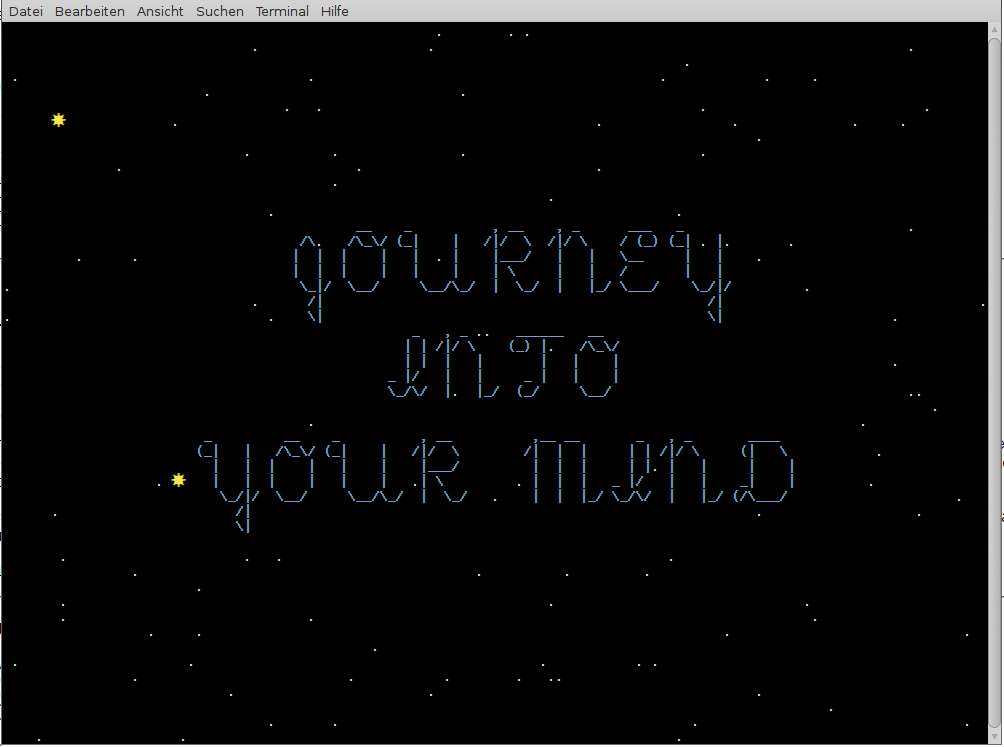 Datei Bearbeiten Ansicht Suchen Terminal Hilfe
JOURNEY
INTO
YOUR MIND